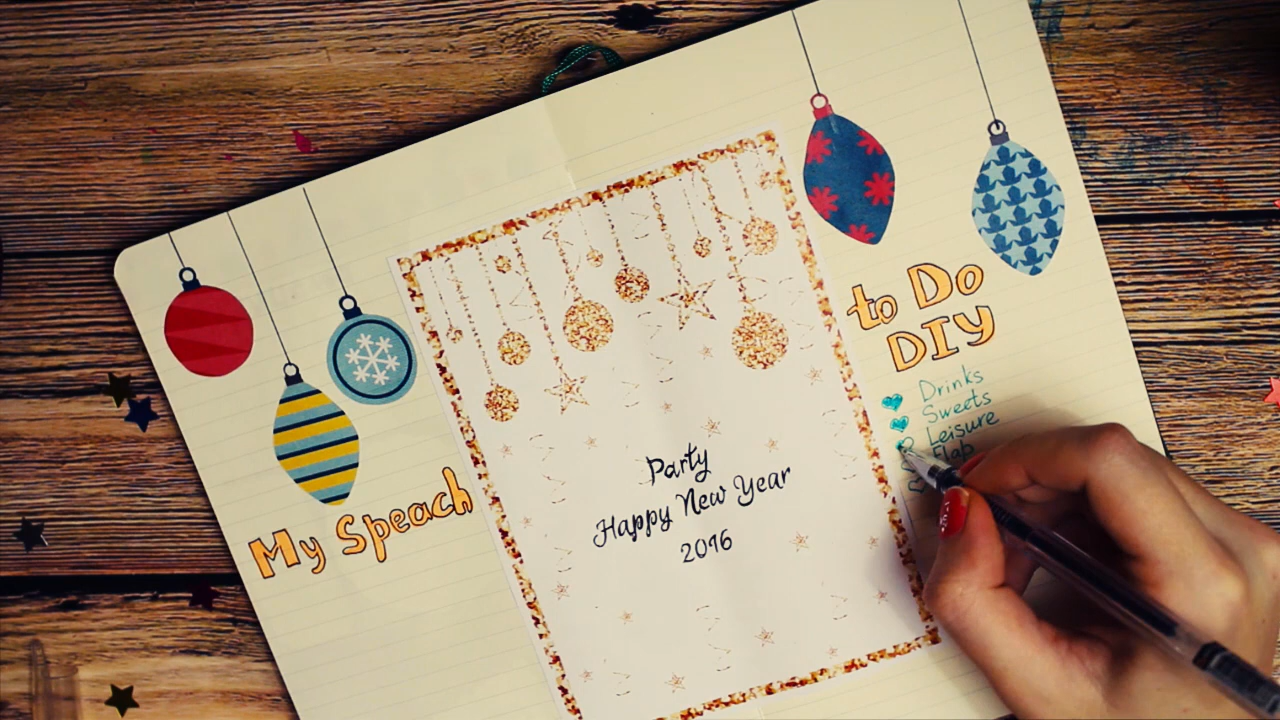 My Speach
Party
Happy New Year
2016
to Do
DIY
Drinks
Sweets
Leisure
Flap